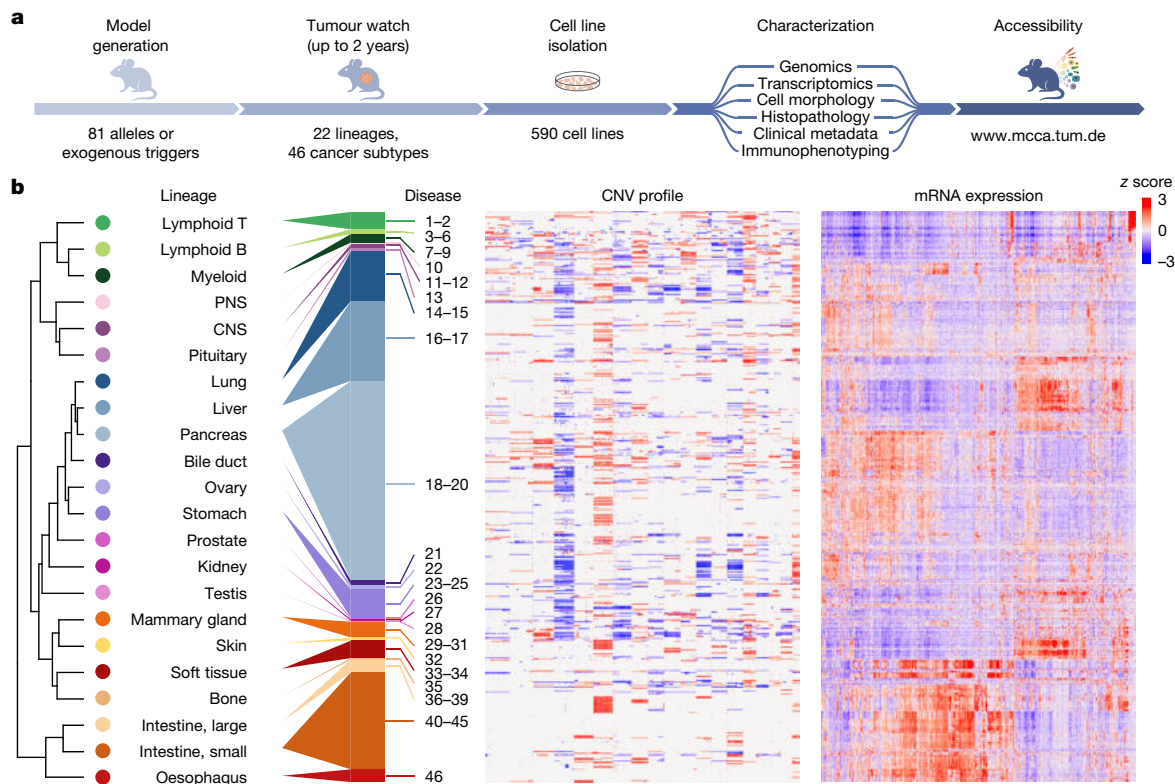 a
Model
generation
Tumour watch
(up to 2 years)
Cell line
isolation
Characterization
Accessibility
Genomics
Transcriptomics
Cell morphology
Histopathology
Clinical metadata
Immunophenotyping
81 alleles or
exogenous triggers
22 lineages,
46 cancer subtypes
590 cell lines
www.mcca.tum.de
b
Lineage
Disease
CNV profile
mRNA expression
z score
3
0
−3
Lymphoid T
Lymphoid B
Myeloid
PNS
CNS
Pituitary
Lung
Liver
Pancreas
Bile duct
Ovary
Stomach
Prostate
Kidney
Testis
Mammary gland
Skin
Soft tissue
Bone
Intestine, large
Intestine, small
Oesophagus
1–2
3–6
7–9
10
11–12
13
14–15
16–17
18–20
21
22
23–25
26
27
28
29–31
32
33–34
35
36–39
40–45
46